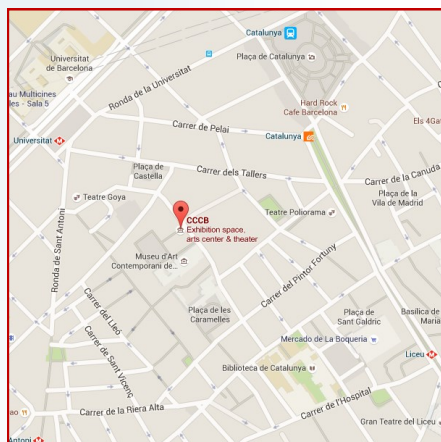 Catalunya
Universitat
de Barcelona
Plaça de Catalunya
au Multicines
les - Sala 5
Ronda de la Universitat
Hard Rock
Cafe Barcelona
Els 4Gat
Carrer de Pelai
Catalunya
Universitat
Plaça de
Castella
Carrer dels Tallers
Carrer de la Canuda
Teatre Goya
Plaça de la
Vila de Madrid
CCCB
Exhibition space,
arts center & theater
Teatre Poliorama
Ronda de Sant Antoni
Museu d'Art
Contemporani de...
Carrer del Pintor Fortuny
Carrer del Lleó
Plaça de les
Caramelles
Plaça de
Sant Galdric
Basílica de
Marià
Carrer de Sant Vicenç
Mercado de La Boqueria
Liceu
Biblioteca de Catalunya
ao
Carrer de la Riera Alta
Carrer de l'Hospital
Antoni
Gran Teatre del Liceu